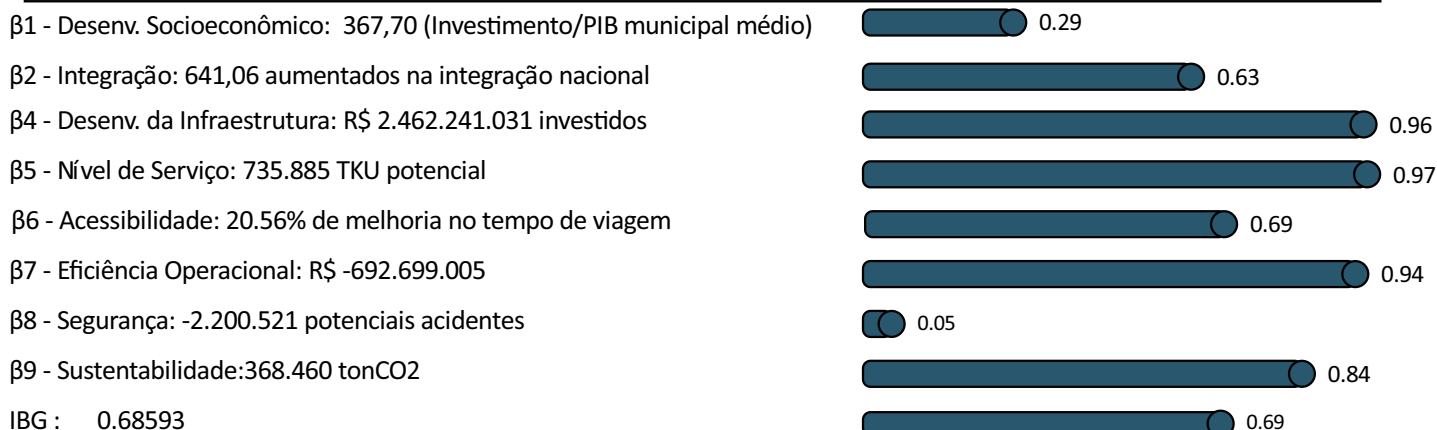 β1 - Desenv. Socioeconômico: 367,70 (Investimento/PIB municipal médio) 0.29
β2 - Integração: 641,06 aumentados na integração nacional 0.63
β4 - Desenv. da Infraestrutura: R$ 2.462.241.031 investidos 0.96
β5 - Nível de Serviço: 735.885 TKU potencial 0.97
β6 - Acessibilidade: 20.56% de melhoria no tempo de viagem 0.69
β7 - Eficiência Operacional: R$ -692.699.005 0.94
β8 - Segurança: -2.200.521 potenciais acidentes 0.05
β9 - Sustentabilidade:368.460 tonCO2 0.84
IBG : 0.68593 0.69